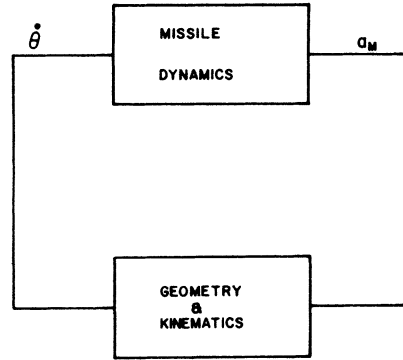 MISSILE
θ̇
a_M
DYNAMICS
GEOMETRY
&
KINEMATICS